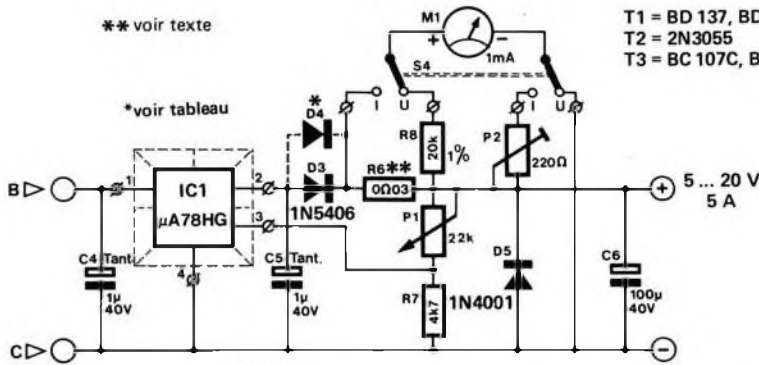 ** voir texte
M1
+
-
1mA
T1 = BD 137, BD
T2 = 2N3055
T3 = BC 107C, B
S4
*voir tableau
I
U
I
U
*
D4
R8
20k
1%
P2
220Ω
D3
R6**
0Ω03
B
1
IC1
µA78HG
2
3
4
1N5406
+
5 ... 20 V
5 A
P1
22k
C4 Tant.
1µ
40V
C5 Tant.
1µ
40V
D5
1N4001
C6
100µ
40V
R7
4k7
C
-